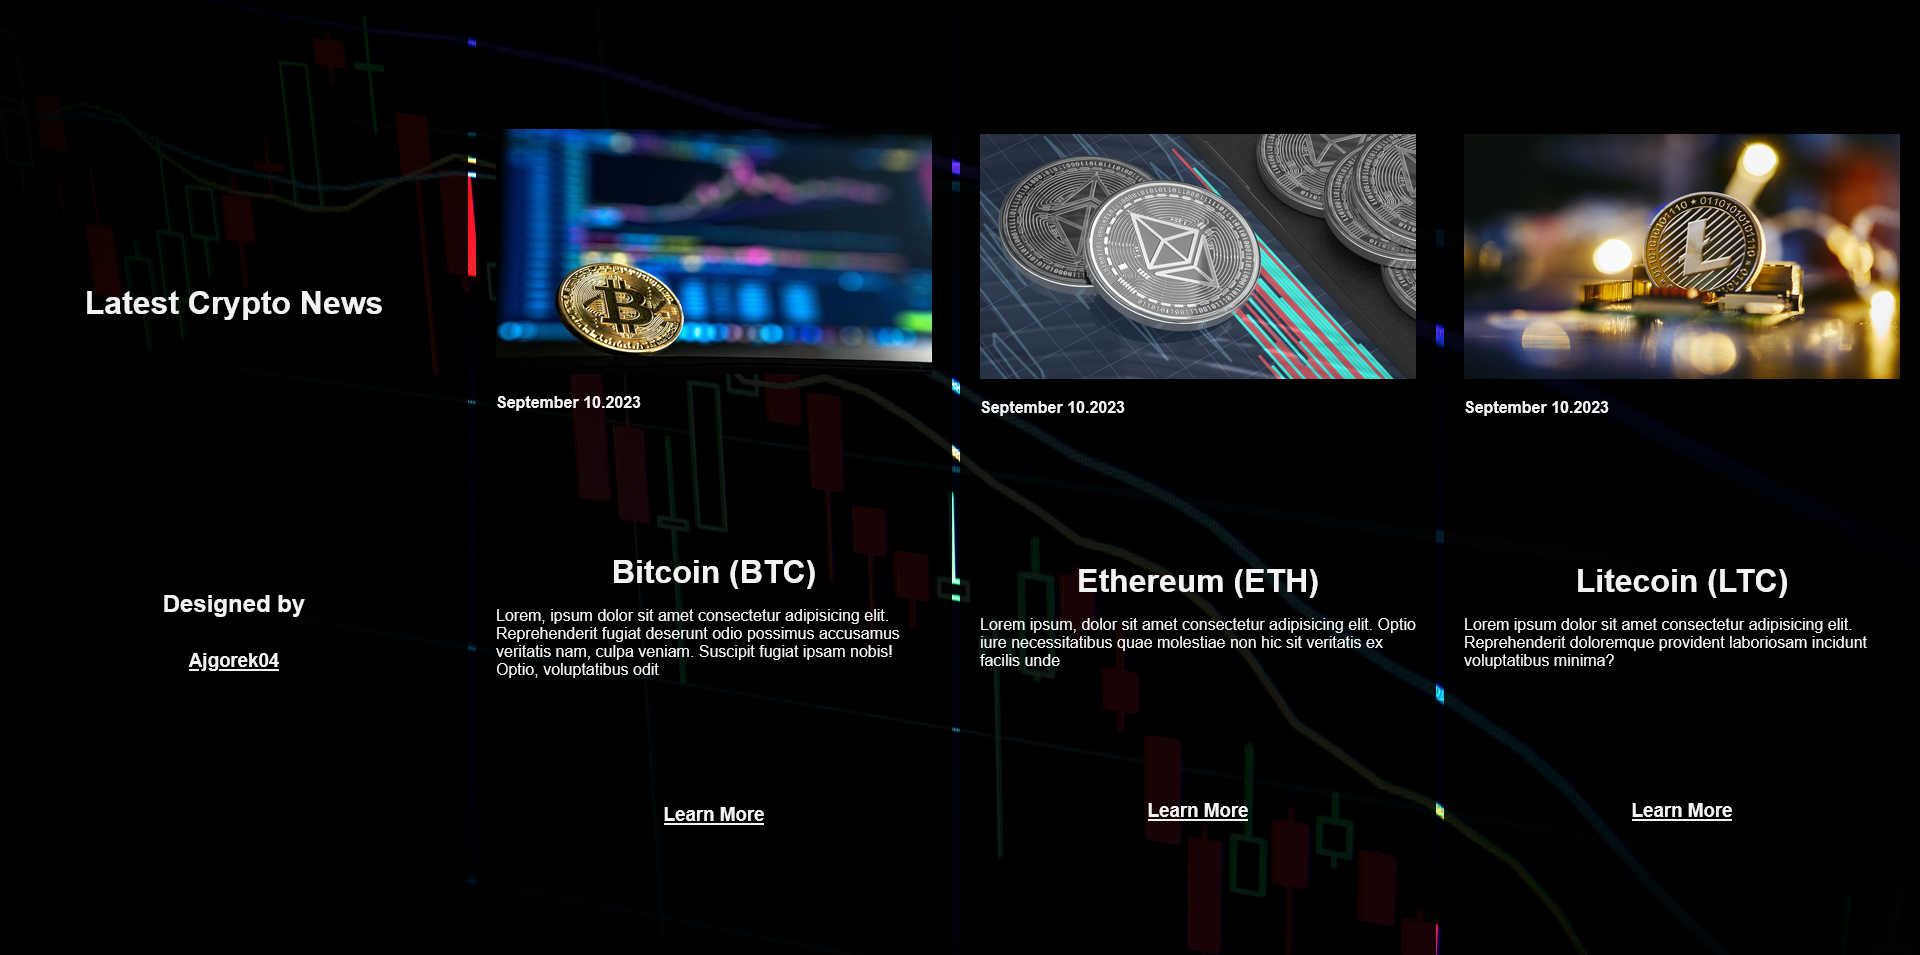 Latest Crypto News
Designed by
Ajgorek04
September 10.2023
Bitcoin (BTC)
Lorem, ipsum dolor sit amet consectetur adipisicing elit.
Reprehenderit fugiat deserunt odio possimus accusamus
veritatis nam, culpa veniam. Suscipit fugiat ipsam nobis!
Optio, voluptatibus odit
Learn More
September 10.2023
Ethereum (ETH)
Lorem ipsum, dolor sit amet consectetur adipisicing elit. Optio
iure necessitatibus quae molestiae non hic sit veritatis ex
facilis unde
Learn More
September 10.2023
Litecoin (LTC)
Lorem ipsum dolor sit amet consectetur adipisicing elit.
Reprehenderit doloremque provident laboriosam incidunt
voluptatibus minima?
Learn More